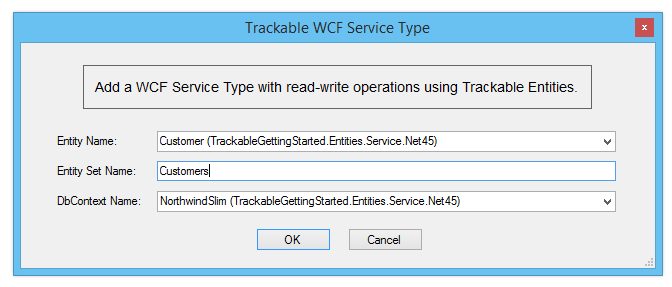 Trackable WCF Service Type
x
Add a WCF Service Type with read-write operations using Trackable Entities.
Entity Name: Customer (TrackableGettingStarted.Entities.Service.Net45)
Entity Set Name: Customers
DbContext Name: NorthwindSlim (TrackableGettingStarted.Entities.Service.Net45)
OK Cancel